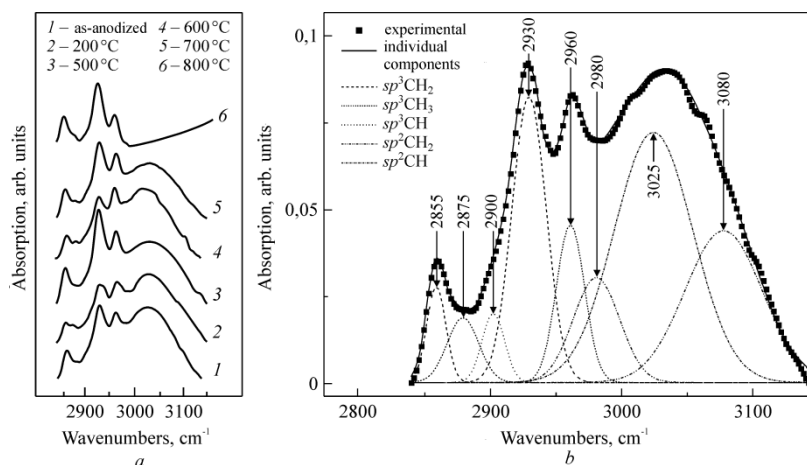 1 – as-anodized 4 – 600 °C
2 – 200 °C 5 – 700 °C
3 – 500 °C 6 – 800 °C
Absorption, arb. units
6
5
4
3
2
1
2900 3000 3100
Wavenumbers, cm⁻¹
a
0,1
0,05
0
Absorption, arb. units
experimental
individual
components
sp³CH₂
sp³CH₃
sp³CH
sp²CH₂
sp²CH
2855
2875
2900
2930
2960
2980
3025
3080
2800 2900 3000 3100
Wavenumbers, cm⁻¹
b